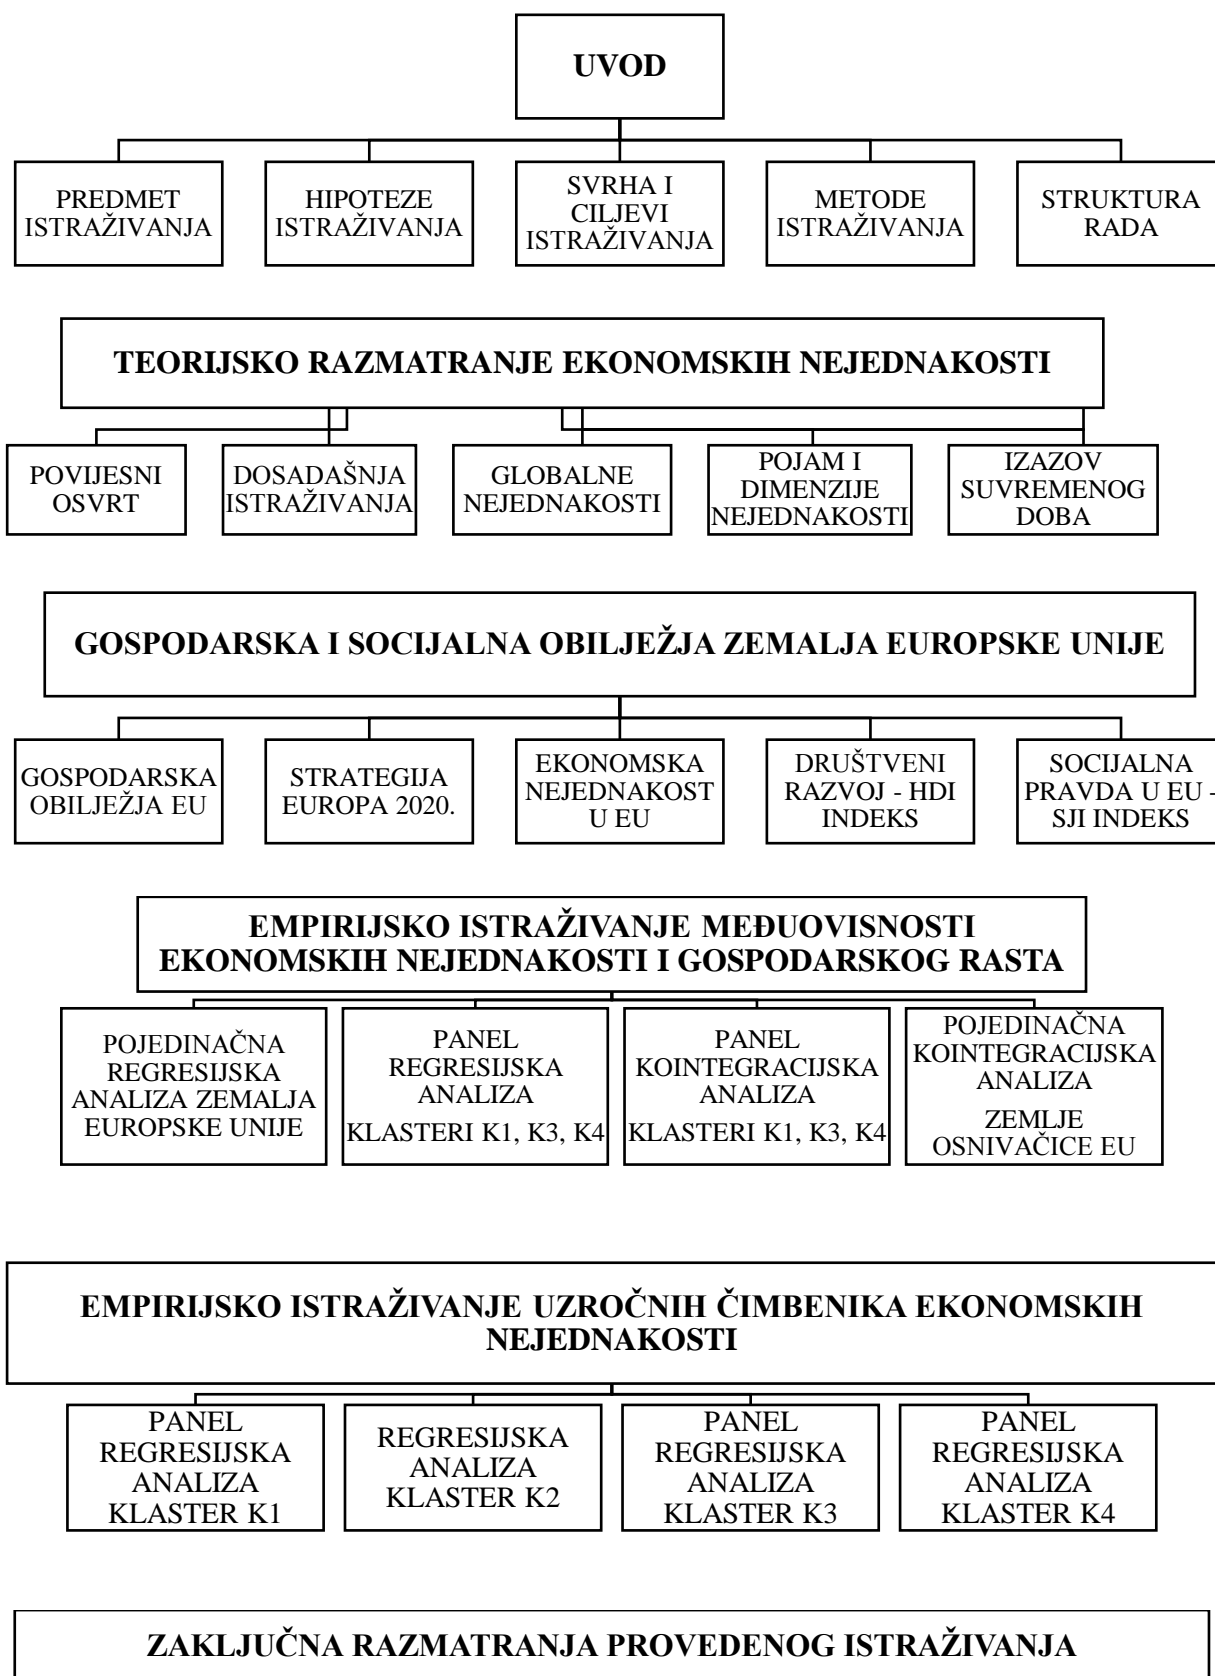 UVOD
PREDMET
ISTRAŽIVANJA
HIPOTEZE
ISTRAŽIVANJA
SVRHA I
CILJEVI
ISTRAŽIVANJA
METODE
ISTRAŽIVANJA
STRUKTURA
RADA
TEORIJSKO RAZMATRANJE EKONOMSKIH NEJEDNAKOSTI
POVIJESNI
OSVRT
DOSADAŠNJA
ISTRAŽIVANJA
GLOBALNE
NEJEDNAKOSTI
POJAM I
DIMENZIJE
NEJEDNAKOSTI
IZAZOV
SUVREMENOG
DOBA
GOSPODARSKA I SOCIJALNA OBILJEŽJA ZEMALJA EUROPSKE UNIJE
GOSPODARSKA
OBILJEŽJA EU
STRATEGIJA
EUROPA 2020.
EKONOMSKA
NEJEDNAKOST
U EU
DRUŠTVENI
RAZVOJ - HDI
INDEKS
SOCIJALNA
PRAVDA U EU -
SJI INDEKS
EMPIRIJSKO ISTRAŽIVANJE MEĐUOVISNOSTI
EKONOMSKIH NEJEDNAKOSTI I GOSPODARSKOG RASTA
POJEDINAČNA
REGRESIJSKA
ANALIZA ZEMALJA
EUROPSKE UNIJE
PANEL
REGRESIJSKA
ANALIZA
KLASTERI K1, K3, K4
PANEL
KOINTEGRACIJSKA
ANALIZA
KLASTERI K1, K3, K4
POJEDINAČNA
KOINTEGRACIJSKA
ANALIZA
ZEMLJE
OSNIVAČICE EU
EMPIRIJSKO ISTRAŽIVANJE UZROČNIH ČIMBENIKA EKONOMSKIH
NEJEDNAKOSTI
PANEL
REGRESIJSKA
ANALIZA
KLASTER K1
REGRESIJSKA
ANALIZA
KLASTER K2
PANEL
REGRESIJSKA
ANALIZA
KLASTER K3
PANEL
REGRESIJSKA
ANALIZA
KLASTER K4
ZAKLJUČNA RAZMATRANJA PROVEDENOG ISTRAŽIVANJA